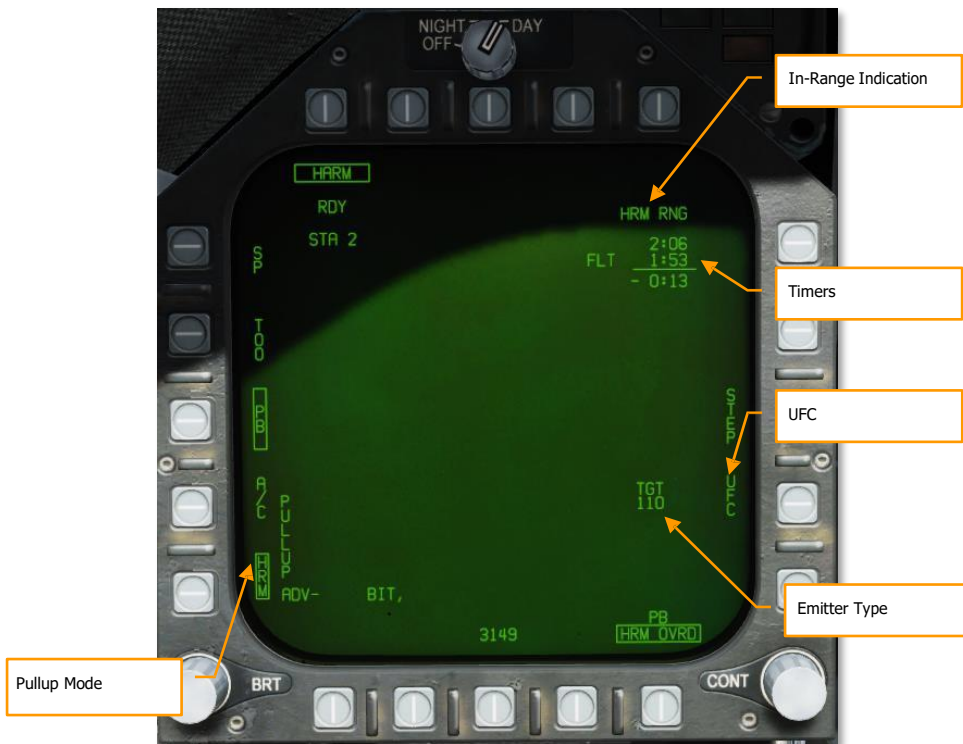 NIGHT DAY
OFF
In-Range Indication
HARM
RDY
HRM RNG
STA 2
2:06
FLT 1:53
- 0:13
SP
Timers
TOO
PB
STEP
UFC
UFC
A/C
TGT
110
PULLUP
HRM
Emitter Type
ADV- BIT,
PB
3149
HRM OVRD
Pullup Mode
BRT
CONT